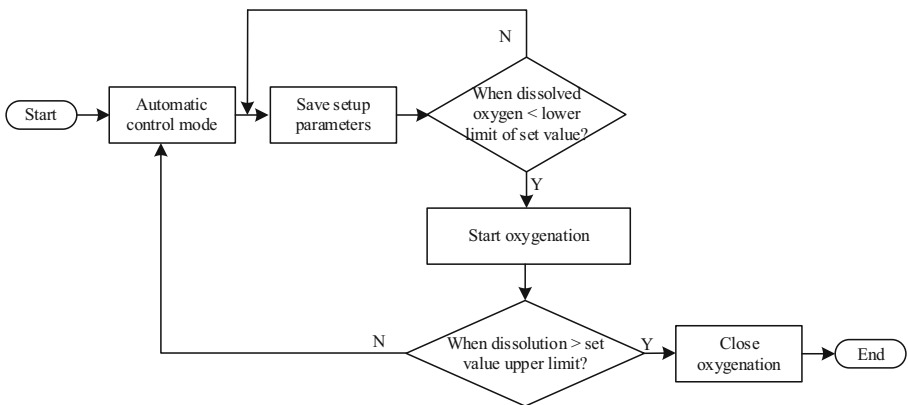 N
Start
Automatic
control mode
Save setup
parameters
When dissolved
oxygen < lower
limit of set value?
Y
Start oxygenation
N
When dissolution > set
value upper limit?
Y
Close
oxygenation
End